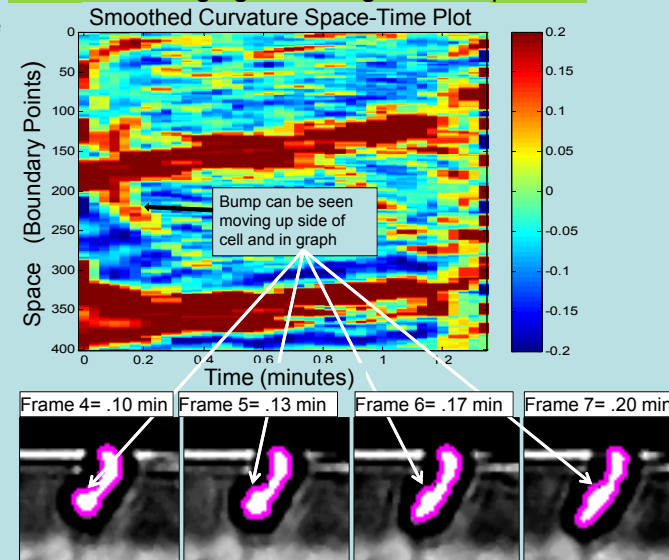 Smoothed Curvature Space-Time Plot
Space (Boundary Points)
0
50
100
150
200
250
300
350
400
0
0.2
0.4
0.6
0.8
1
1.2
Time (minutes)
0.2
0.15
0.1
0.05
0
-0.05
-0.1
-0.15
-0.2
Bump can be seen
moving up side of
cell and in graph
Frame 4= .10 min
Frame 5= .13 min
Frame 6= .17 min
Frame 7= .20 min